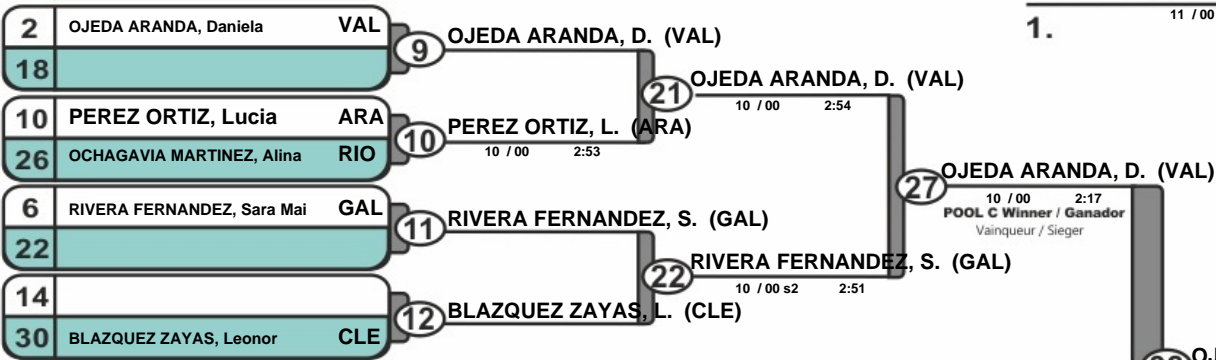 2 OJEDA ARANDA, Daniela VAL
18
9 OJEDA ARANDA, D. (VAL)
10 PEREZ ORTIZ, Lucia ARA
26 OCHAGAVIA MARTINEZ, Alina RIO
10 PEREZ ORTIZ, L. (ARA)
10 / 00 2:53
21 OJEDA ARANDA, D. (VAL)
10 / 00 2:54
6 RIVERA FERNANDEZ, Sara Mai GAL
22
11 RIVERA FERNANDEZ, S. (GAL)
14
30 BLAZQUEZ ZAYAS, Leonor CLE
12 BLAZQUEZ ZAYAS, L. (CLE)
22 RIVERA FERNANDEZ, S. (GAL)
10 / 00 s2 2:51
27 OJEDA ARANDA, D. (VAL)
10 / 00 2:17
POOL C Winner / Ganador
Vainqueur / Sieger
11 / 00
1.